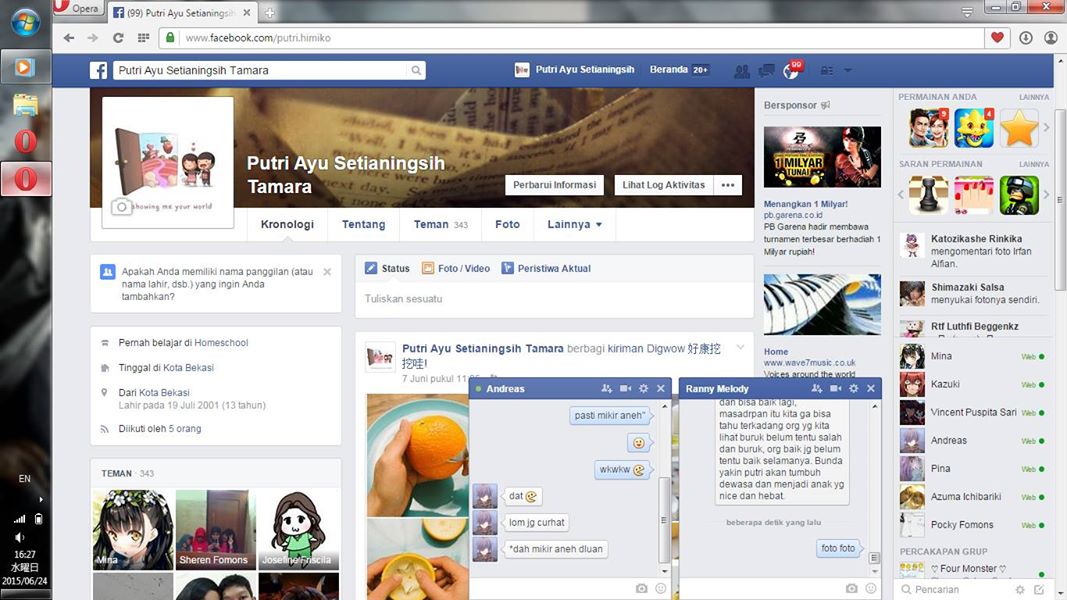 Opera
(99) Putri Ayu Setianingsih
www.facebook.com/putri.himiko
Putri Ayu Setianingsih Tamara
Putri Ayu Setianingsih
Beranda 20+
99
showing me your world
Putri Ayu Setianingsih
Tamara
Perbarui Informasi
Lihat Log Aktivitas
Kronologi
Tentang
Teman 343
Foto
Lainnya
Apakah Anda memiliki nama panggilan (atau
nama lahir, dsb.) yang ingin Anda
tambahkan?
Pernah belajar di Homeschool
Tinggal di Kota Bekasi
Dari Kota Bekasi
Lahir pada 19 Juli 2001 (13 tahun)
Diikuti oleh 5 orang
TEMAN · 343
Mina
Sheren Fomons
Josefine Friscila
Status
Foto / Video
Peristiwa Aktual
Tuliskan sesuatu
Putri Ayu Setianingsih Tamara berbagi kiriman Digwow 好康挖
挖哇!
7 Juni pukul
Andreas
pasti mikir aneh"
wkwkw
dat
lom jg curhat
*dah mikir aneh dluan
Ranny Melody
dan bisa baik lagi,
masadrpan itu kita ga bisa
tahu terkadang org yg kita
lihat buruk belum tentu salah
dan buruk, org baik jg belum
tentu baik selamanya. Bunda
yakin putri akan tumbuh
dewasa dan menjadi anak yg
nice dan hebat.
beberapa detik yang lalu
foto foto
Bersponsor
1 MILYAR
TUNAI
Menangkan 1 Milyar!
pb.garena.co.id
PB Garena hadir membawa
turnamen terbesar berhadiah 1
Milyar rupiah!
Home
www.wave7music.co.uk
Voices around the world
PERMAINAN ANDA
LAINNYA
9
4
SARAN PERMAINAN
LAINNYA
Katozikashe Rinkika
mengomentari foto Irfan
Alfian.
Shimazaki Salsa
menyukai fotonya sendiri.
Rtf Luthfi Beggenkz
Mina Web
Kazuki Web
Vincent Puspita Sari Web
Andreas Web
Pina Web
Azuma Ichibariki Web
Pocky Fomons Web
PERCAKAPAN GRUP
♡ Four Monster ♡
Pencarian
EN
16:27
水曜日
2015/06/24